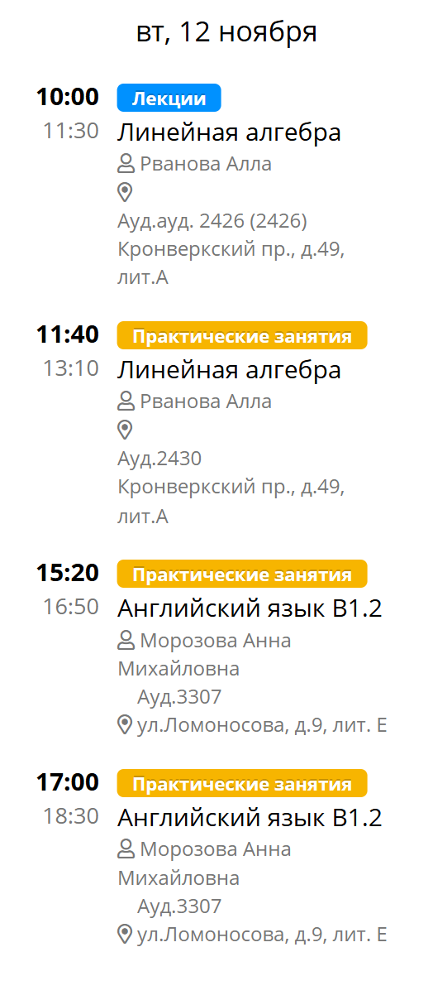 вт, 12 ноября
10:00 Лекции
11:30 Линейная алгебра
Рванова Алла
Ауд.ауд. 2426 (2426)
Кронверкский пр., д.49,
лит.А
11:40 Практические занятия
13:10 Линейная алгебра
Рванова Алла
Ауд.2430
Кронверкский пр., д.49,
лит.А
15:20 Практические занятия
16:50 Английский язык B1.2
Морозова Анна
Михайловна
Ауд.3307
ул.Ломоносова, д.9, лит. Е
17:00 Практические занятия
18:30 Английский язык B1.2
Морозова Анна
Михайловна
Ауд.3307
ул.Ломоносова, д.9, лит. Е